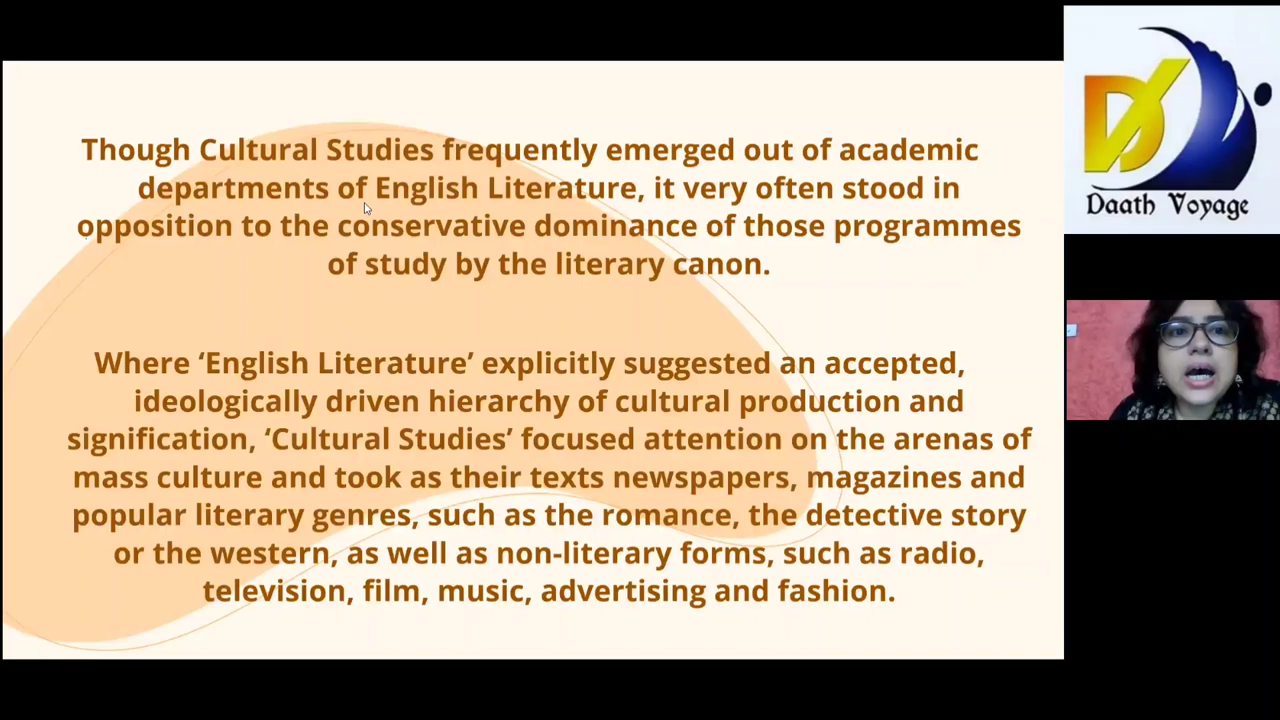 Though Cultural Studies frequently emerged out of academic
departments of English Literature, it very often stood in
opposition to the conservative dominance of those programmes
of study by the literary canon.
Where ‘English Literature’ explicitly suggested an accepted,
ideologically driven hierarchy of cultural production and
signification, ‘Cultural Studies’ focused attention on the arenas of
mass culture and took as their texts newspapers, magazines and
popular literary genres, such as the romance, the detective story
or the western, as well as non-literary forms, such as radio,
television, film, music, advertising and fashion.
Daath Voyage